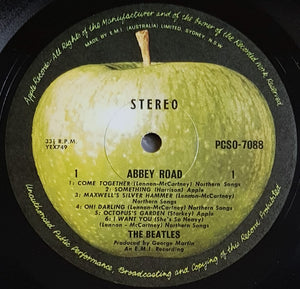 Apple Records · All Rights of the Manufacturer and of the Owner of the Recorded Work Reserved
MADE BY E.M.I. (AUSTRALIA) LIMITED, SYDNEY, N.S.W.
STEREO
33⅓ R.P.M.
YEX749
PCSO-7088
1 ABBEY ROAD 1
1: COME TOGETHER (Lennon-McCartney) Northern Songs
2: SOMETHING (Harrison) Apple
3: MAXWELL'S SILVER HAMMER (Lennon-McCartney)
Northern Songs
4: OH! DARLING (Lennon-McCartney) Northern Songs
5: OCTOPUS'S GARDEN (Starkey) Apple
6: I WANT YOU (She's So Heavy)
(Lennon - McCartney) Northern Songs
THE BEATLES
Produced by George Martin
An E.M.I. Recording
Unauthorized Public Performance, Broadcasting and Copying of this Record Prohibited